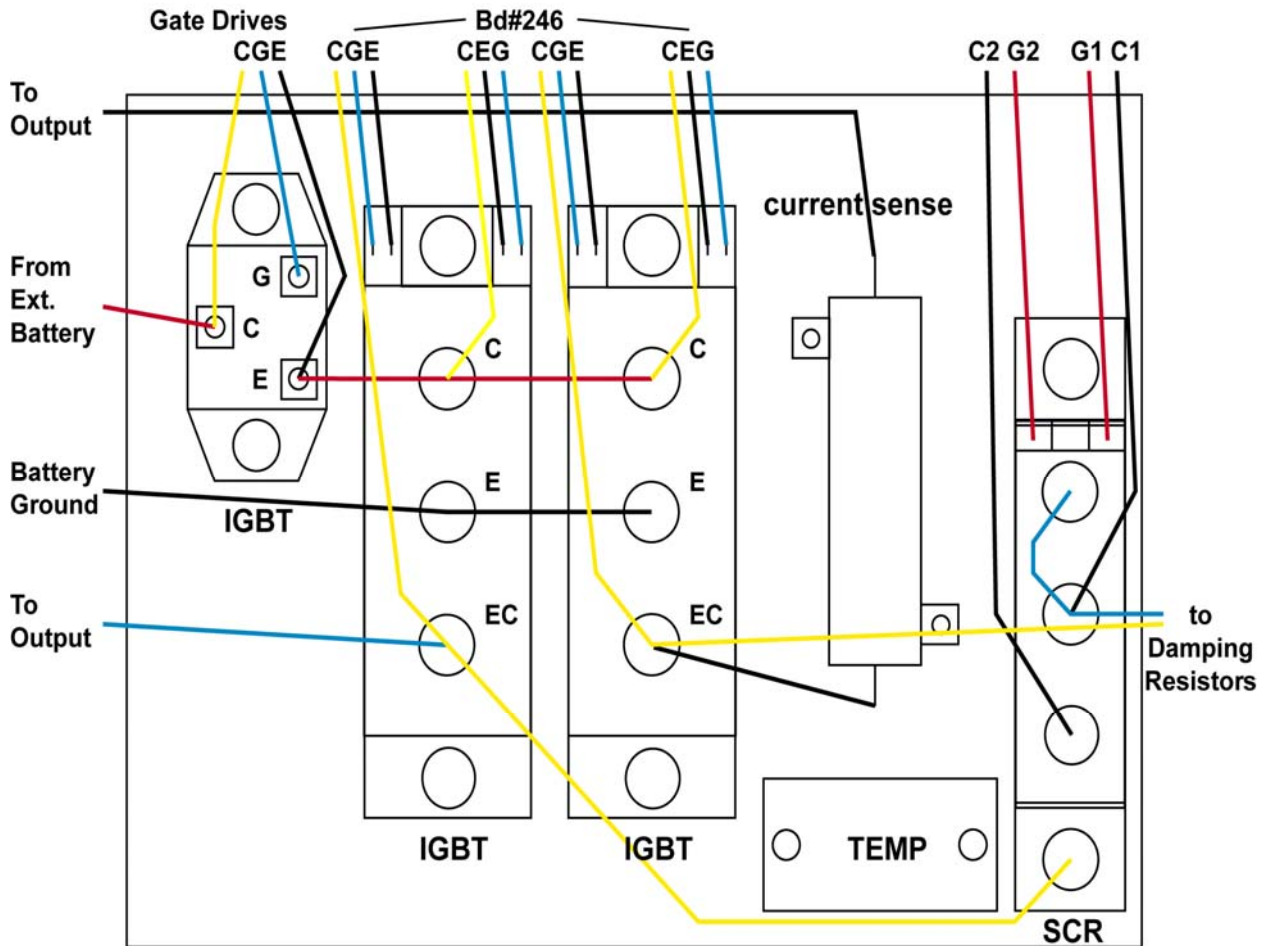 Gate Drives
Bd#246
CGE
CGE
CEG
CGE
CEG
C2 G2
G1 C1
To
Output
current sense
From
Ext.
Battery
G
C
E
C
C
Battery
Ground
E
E
IGBT
To
Output
EC
EC
to
Damping
Resistors
IGBT
IGBT
TEMP
SCR